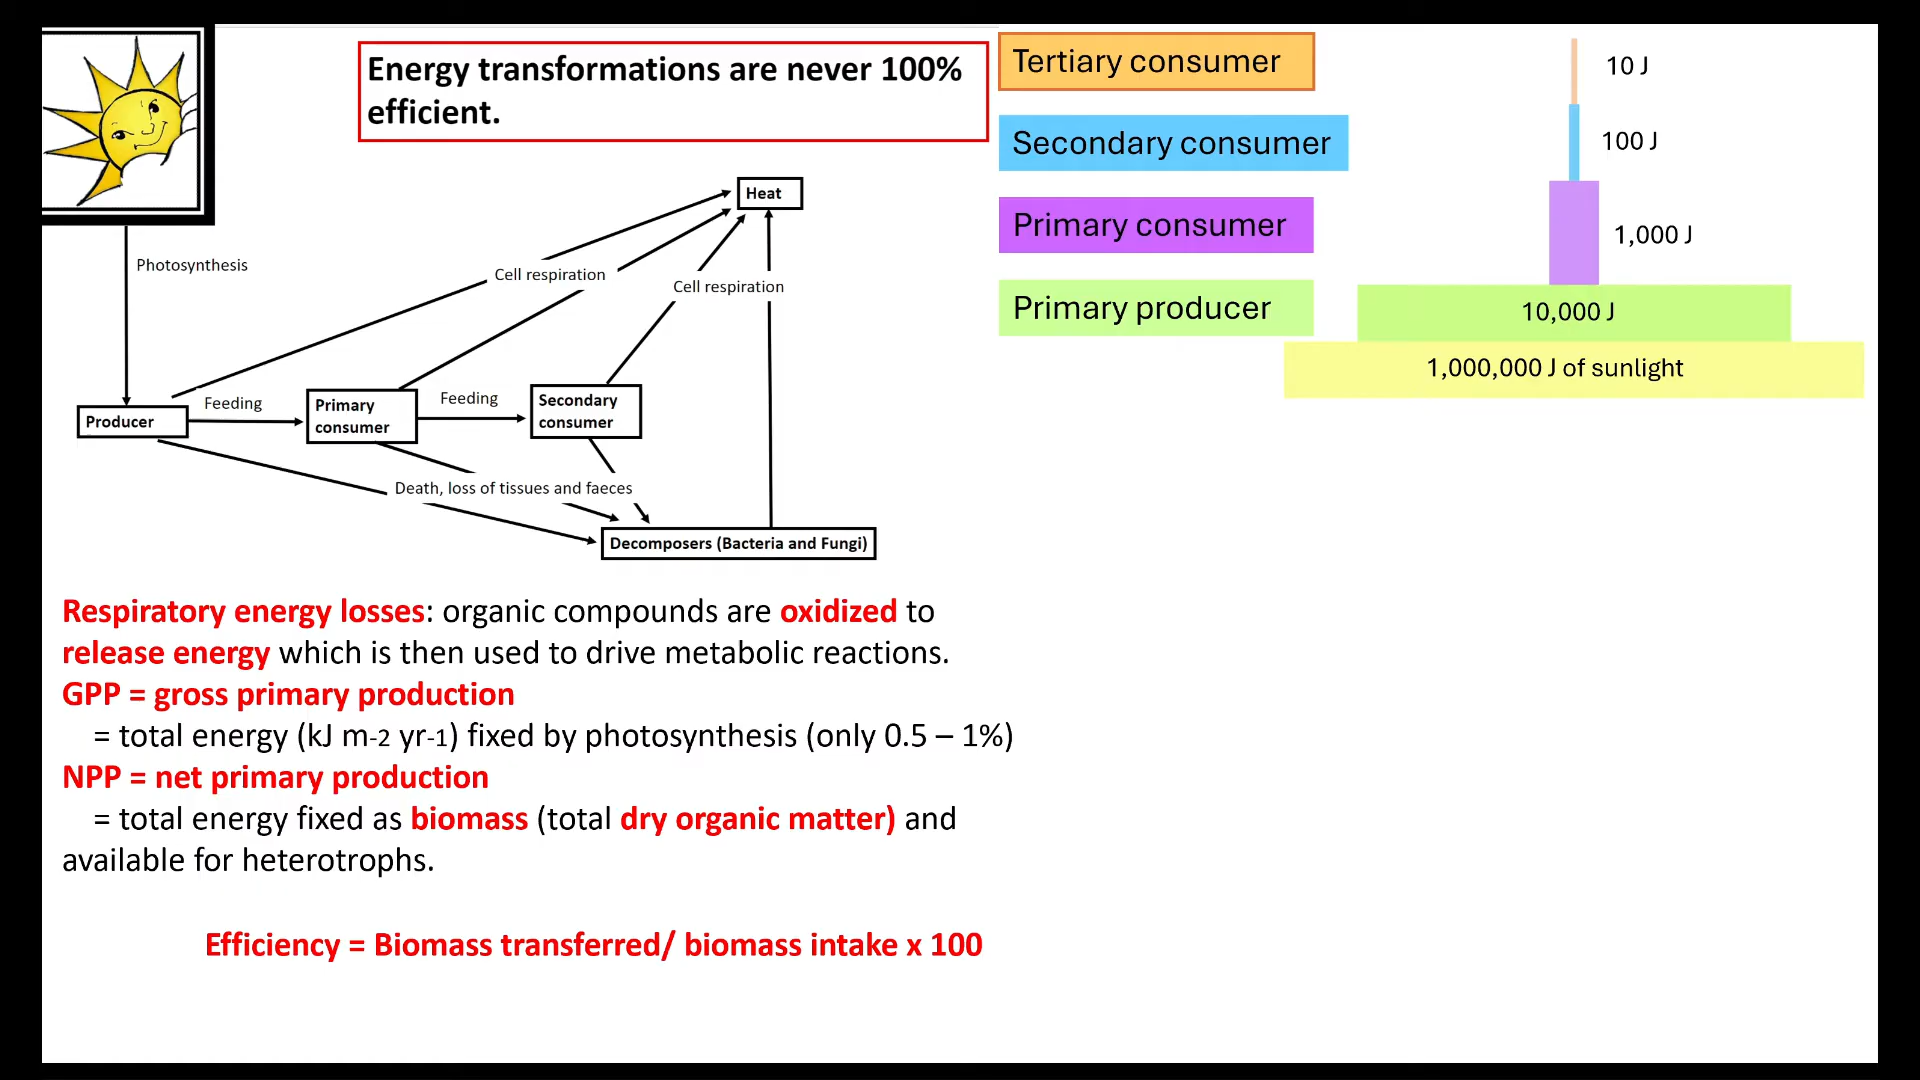 Energy transformations are never 100%
efficient.
Heat
Photosynthesis
Cell respiration
Cell respiration
Producer
Feeding
Primary
consumer
Feeding
Secondary
consumer
Death, loss of tissues and faeces
Decomposers (Bacteria and Fungi)
Tertiary consumer
10 J
Secondary consumer
100 J
Primary consumer
1,000 J
Primary producer
10,000 J
1,000,000 J of sunlight
Respiratory energy losses: organic compounds are oxidized to
release energy which is then used to drive metabolic reactions.
GPP = gross primary production
= total energy (kJ m-2 yr-1) fixed by photosynthesis (only 0.5 – 1%)
NPP = net primary production
= total energy fixed as biomass (total dry organic matter) and
available for heterotrophs.
Efficiency = Biomass transferred/ biomass intake x 100